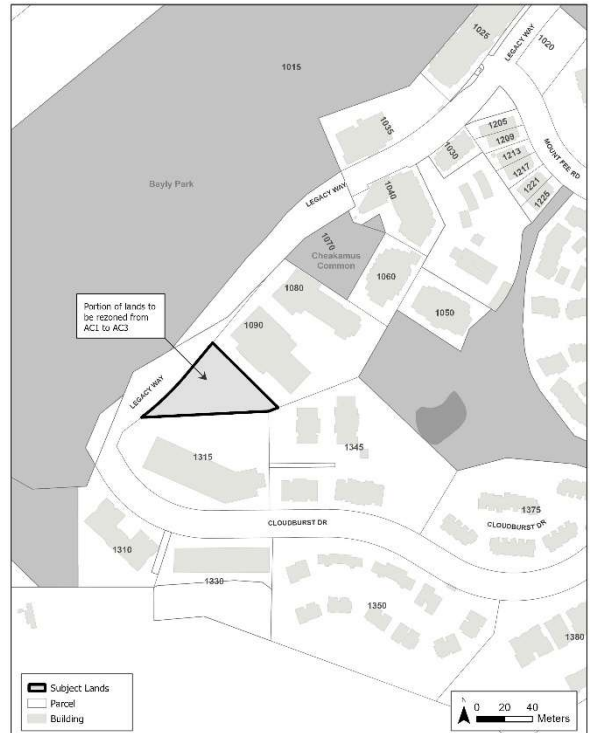 1025
LEGACY WAY
1020
1015
1035
1205
1209
1213
1217
1221
1225
MOUNT FEE RD
1030
Bayly Park
LEGACY WAY
1040
1070
Cheakamus
Common
1060
1080
1050
Portion of lands to
be rezoned from
AC1 to AC3
1090
LEGACY WAY
1315
1345
1375
CLOUDBURST DR
CLOUDBURST DR
1310
1330
1350
1380
Subject Lands
Parcel
Building
N
0 20 40
Meters